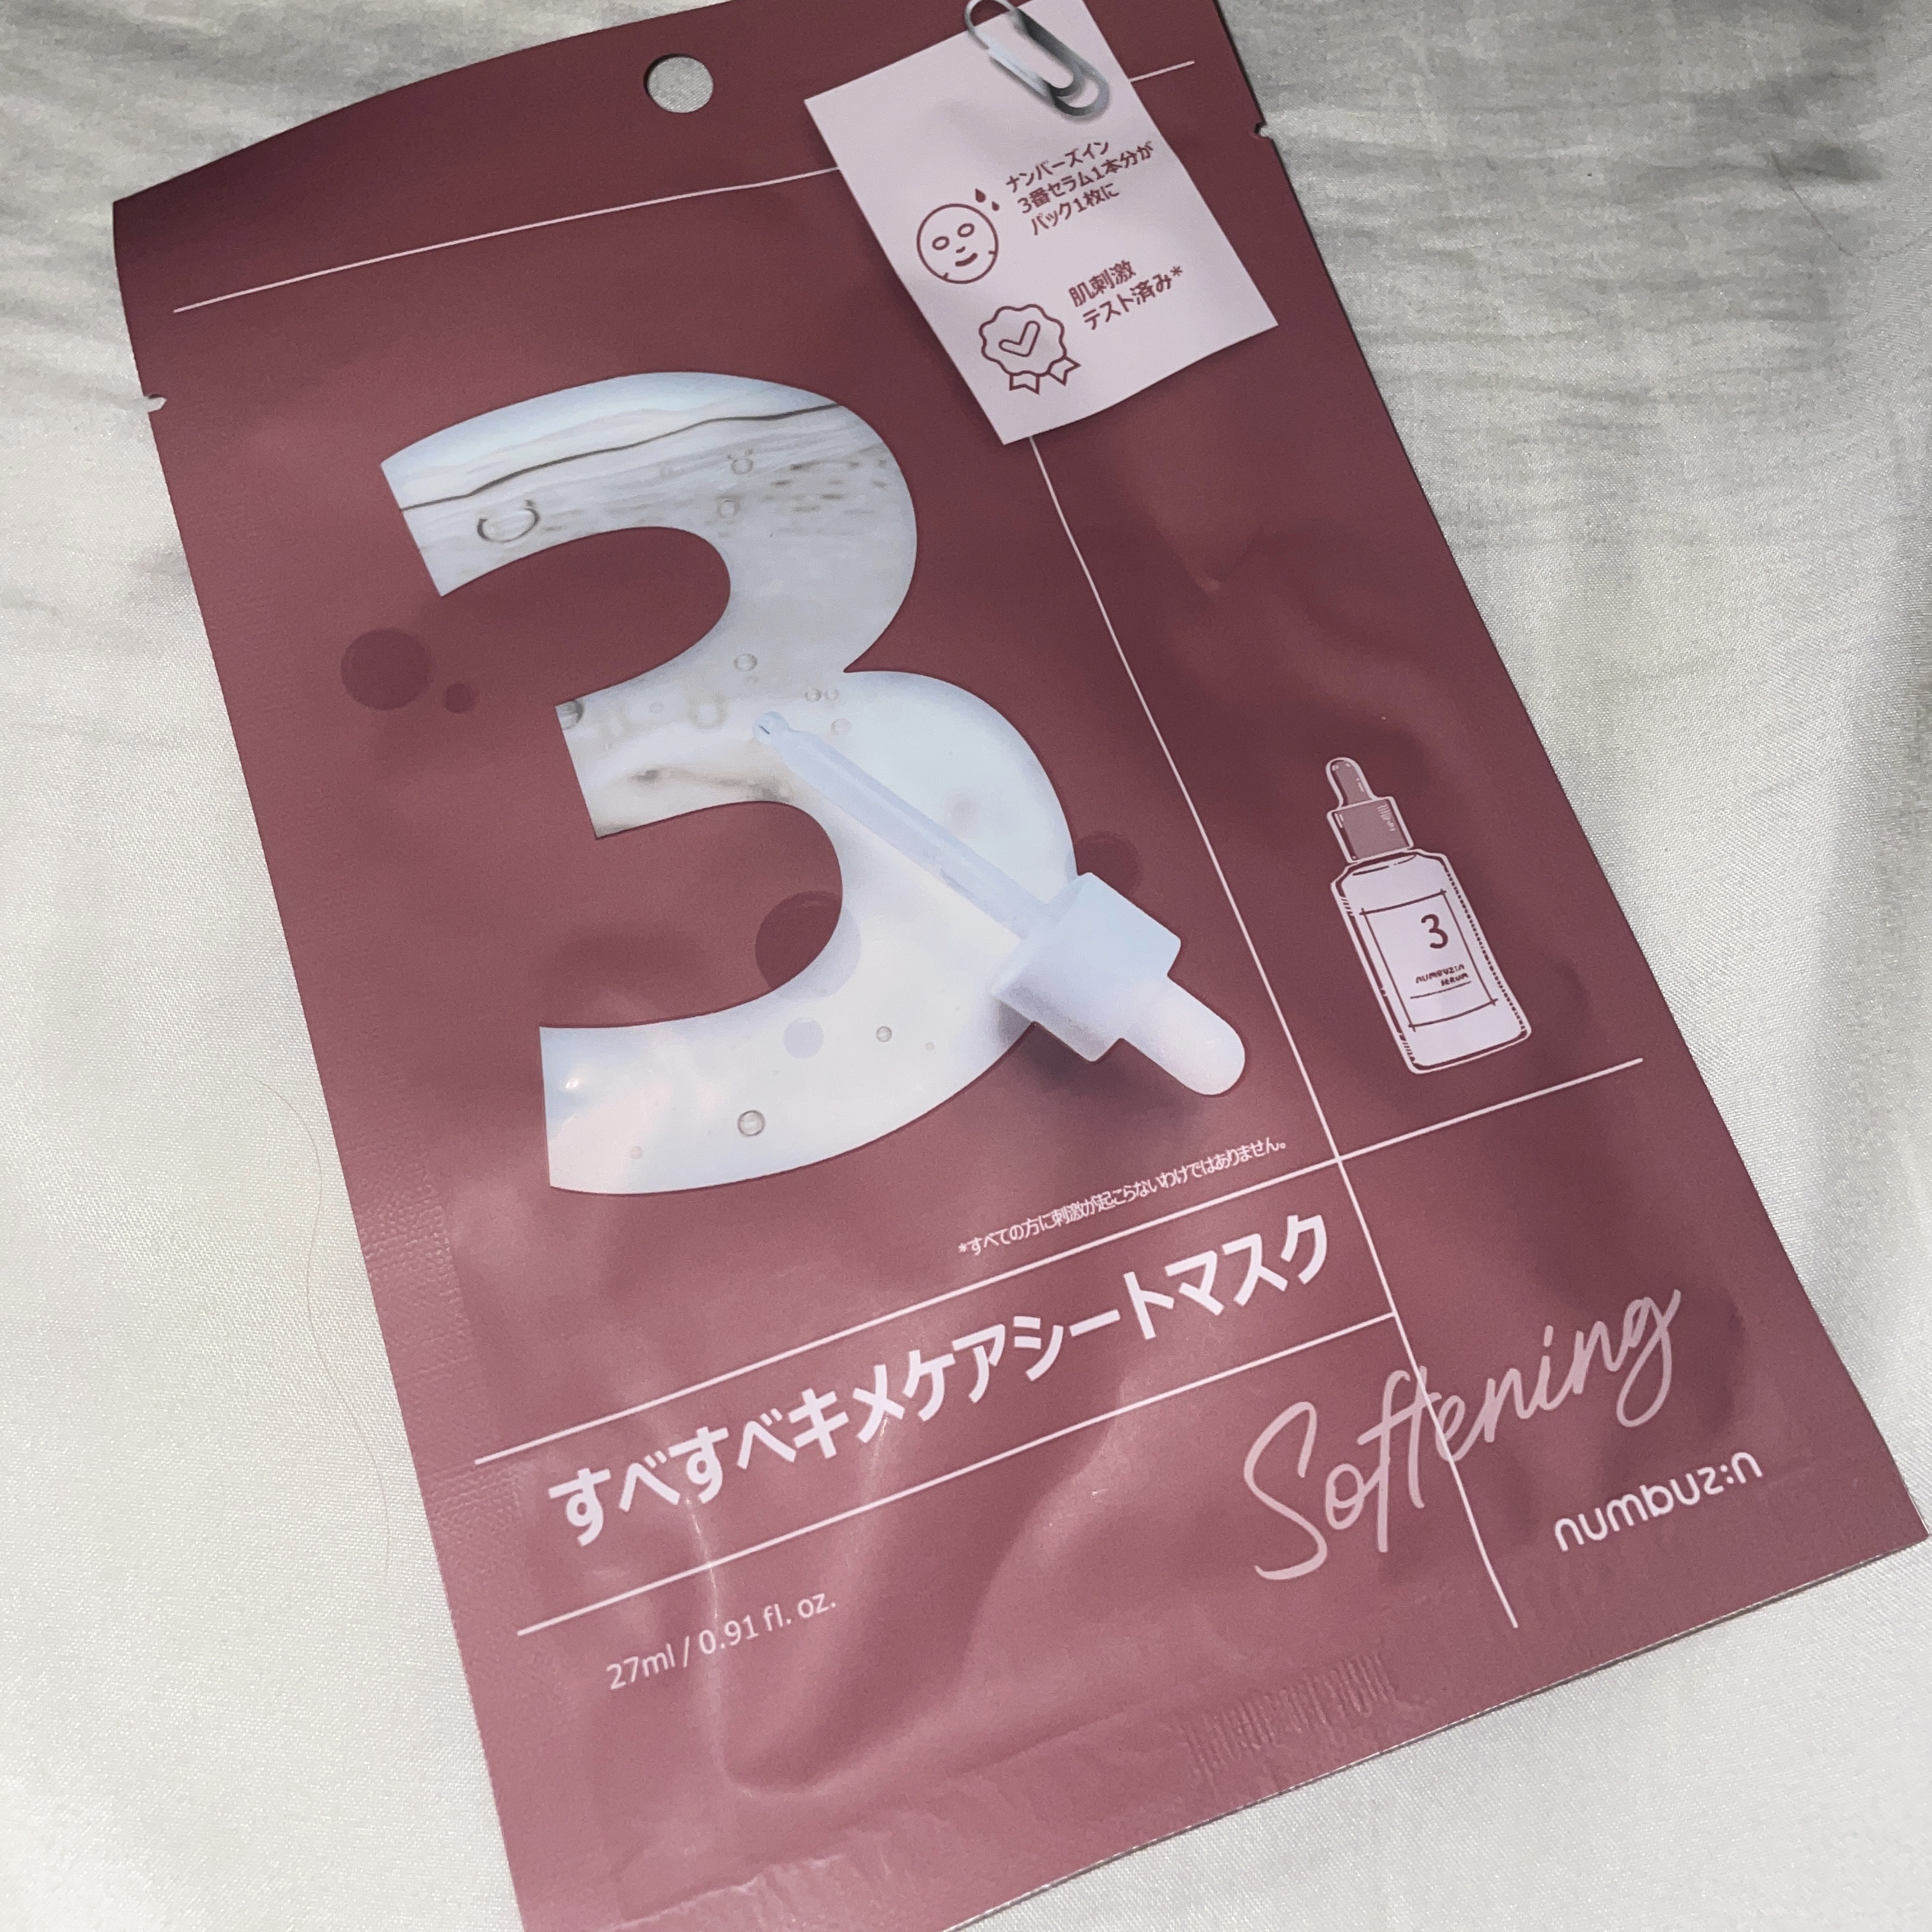 ナンバーズイン
3番セラム1本分が
パック1枚に
肌刺激
テスト済み*
3
3
numbuz:n
SERUM
*すべての方に刺激が起こらないわけではありません。
すべすべキメケアシートマスク
Softening
numbuz:n
27ml / 0.91 fl. oz.